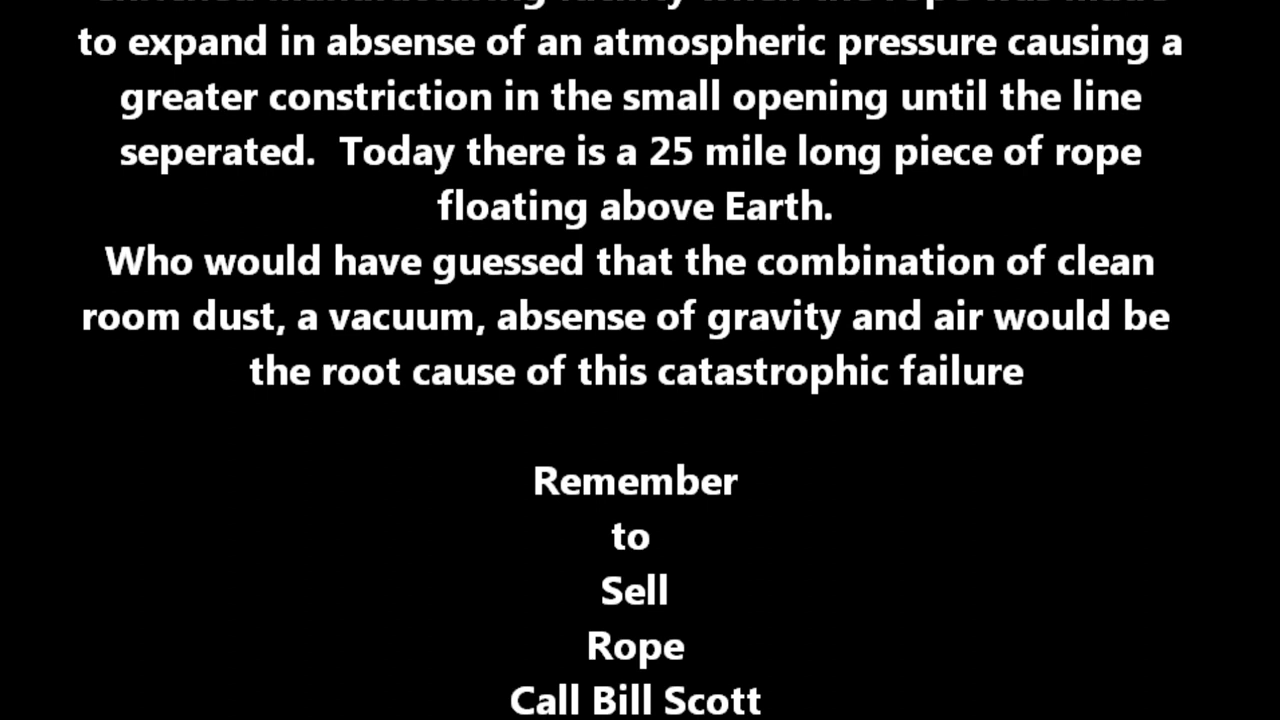 to expand in absense of an atmospheric pressure causing a
greater constriction in the small opening until the line
seperated.  Today there is a 25 mile long piece of rope
floating above Earth.
Who would have guessed that the combination of clean
room dust, a vacuum, absense of gravity and air would be
the root cause of this catastrophic failure
Remember
to
Sell
Rope
Call Bill Scott